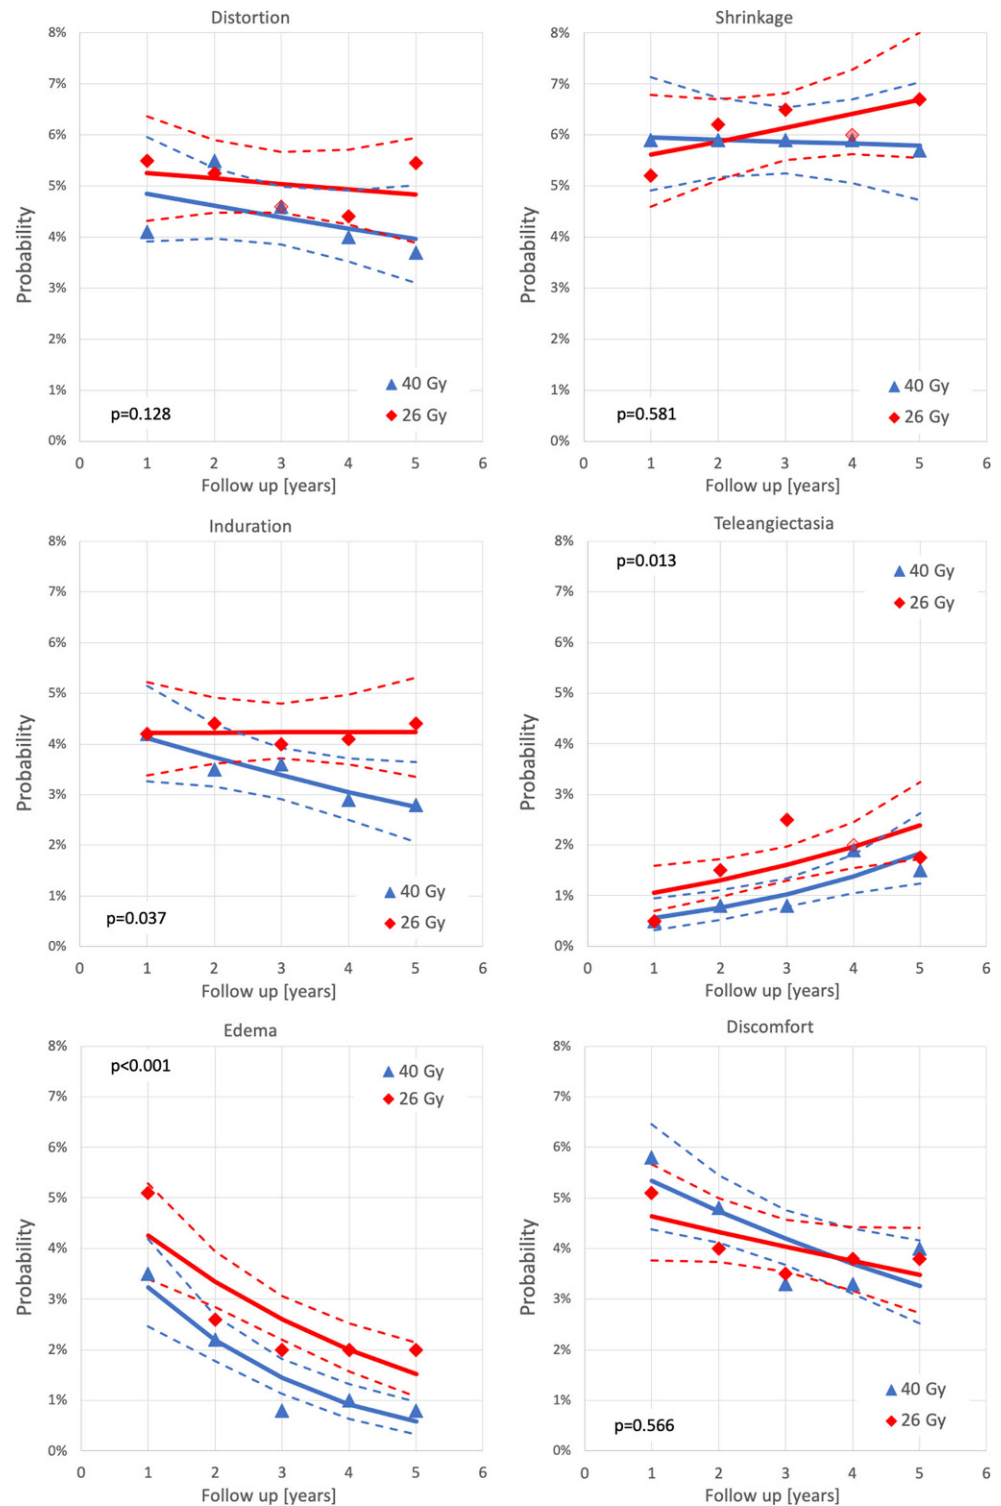 Distortion
8%
7%
6%
5%
4%
3%
2%
1%
0%
Probability
40 Gy
26 Gy
p=0.128
0 1 2 3 4 5 6
Follow up [years]
Shrinkage
8%
7%
6%
5%
4%
3%
2%
1%
0%
Probability
40 Gy
26 Gy
p=0.581
0 1 2 3 4 5 6
Follow up [years]
Induration
8%
7%
6%
5%
4%
3%
2%
1%
0%
Probability
40 Gy
26 Gy
p=0.037
0 1 2 3 4 5 6
Follow up [years]
Teleangiectasia
8%
7%
6%
5%
4%
3%
2%
1%
0%
Probability
p=0.013
40 Gy
26 Gy
0 1 2 3 4 5 6
Follow up [years]
Edema
8%
7%
6%
5%
4%
3%
2%
1%
0%
Probability
p<0.001
40 Gy
26 Gy
0 1 2 3 4 5 6
Follow up [years]
Discomfort
8%
7%
6%
5%
4%
3%
2%
1%
0%
Probability
40 Gy
26 Gy
p=0.566
0 1 2 3 4 5 6
Follow up [years]